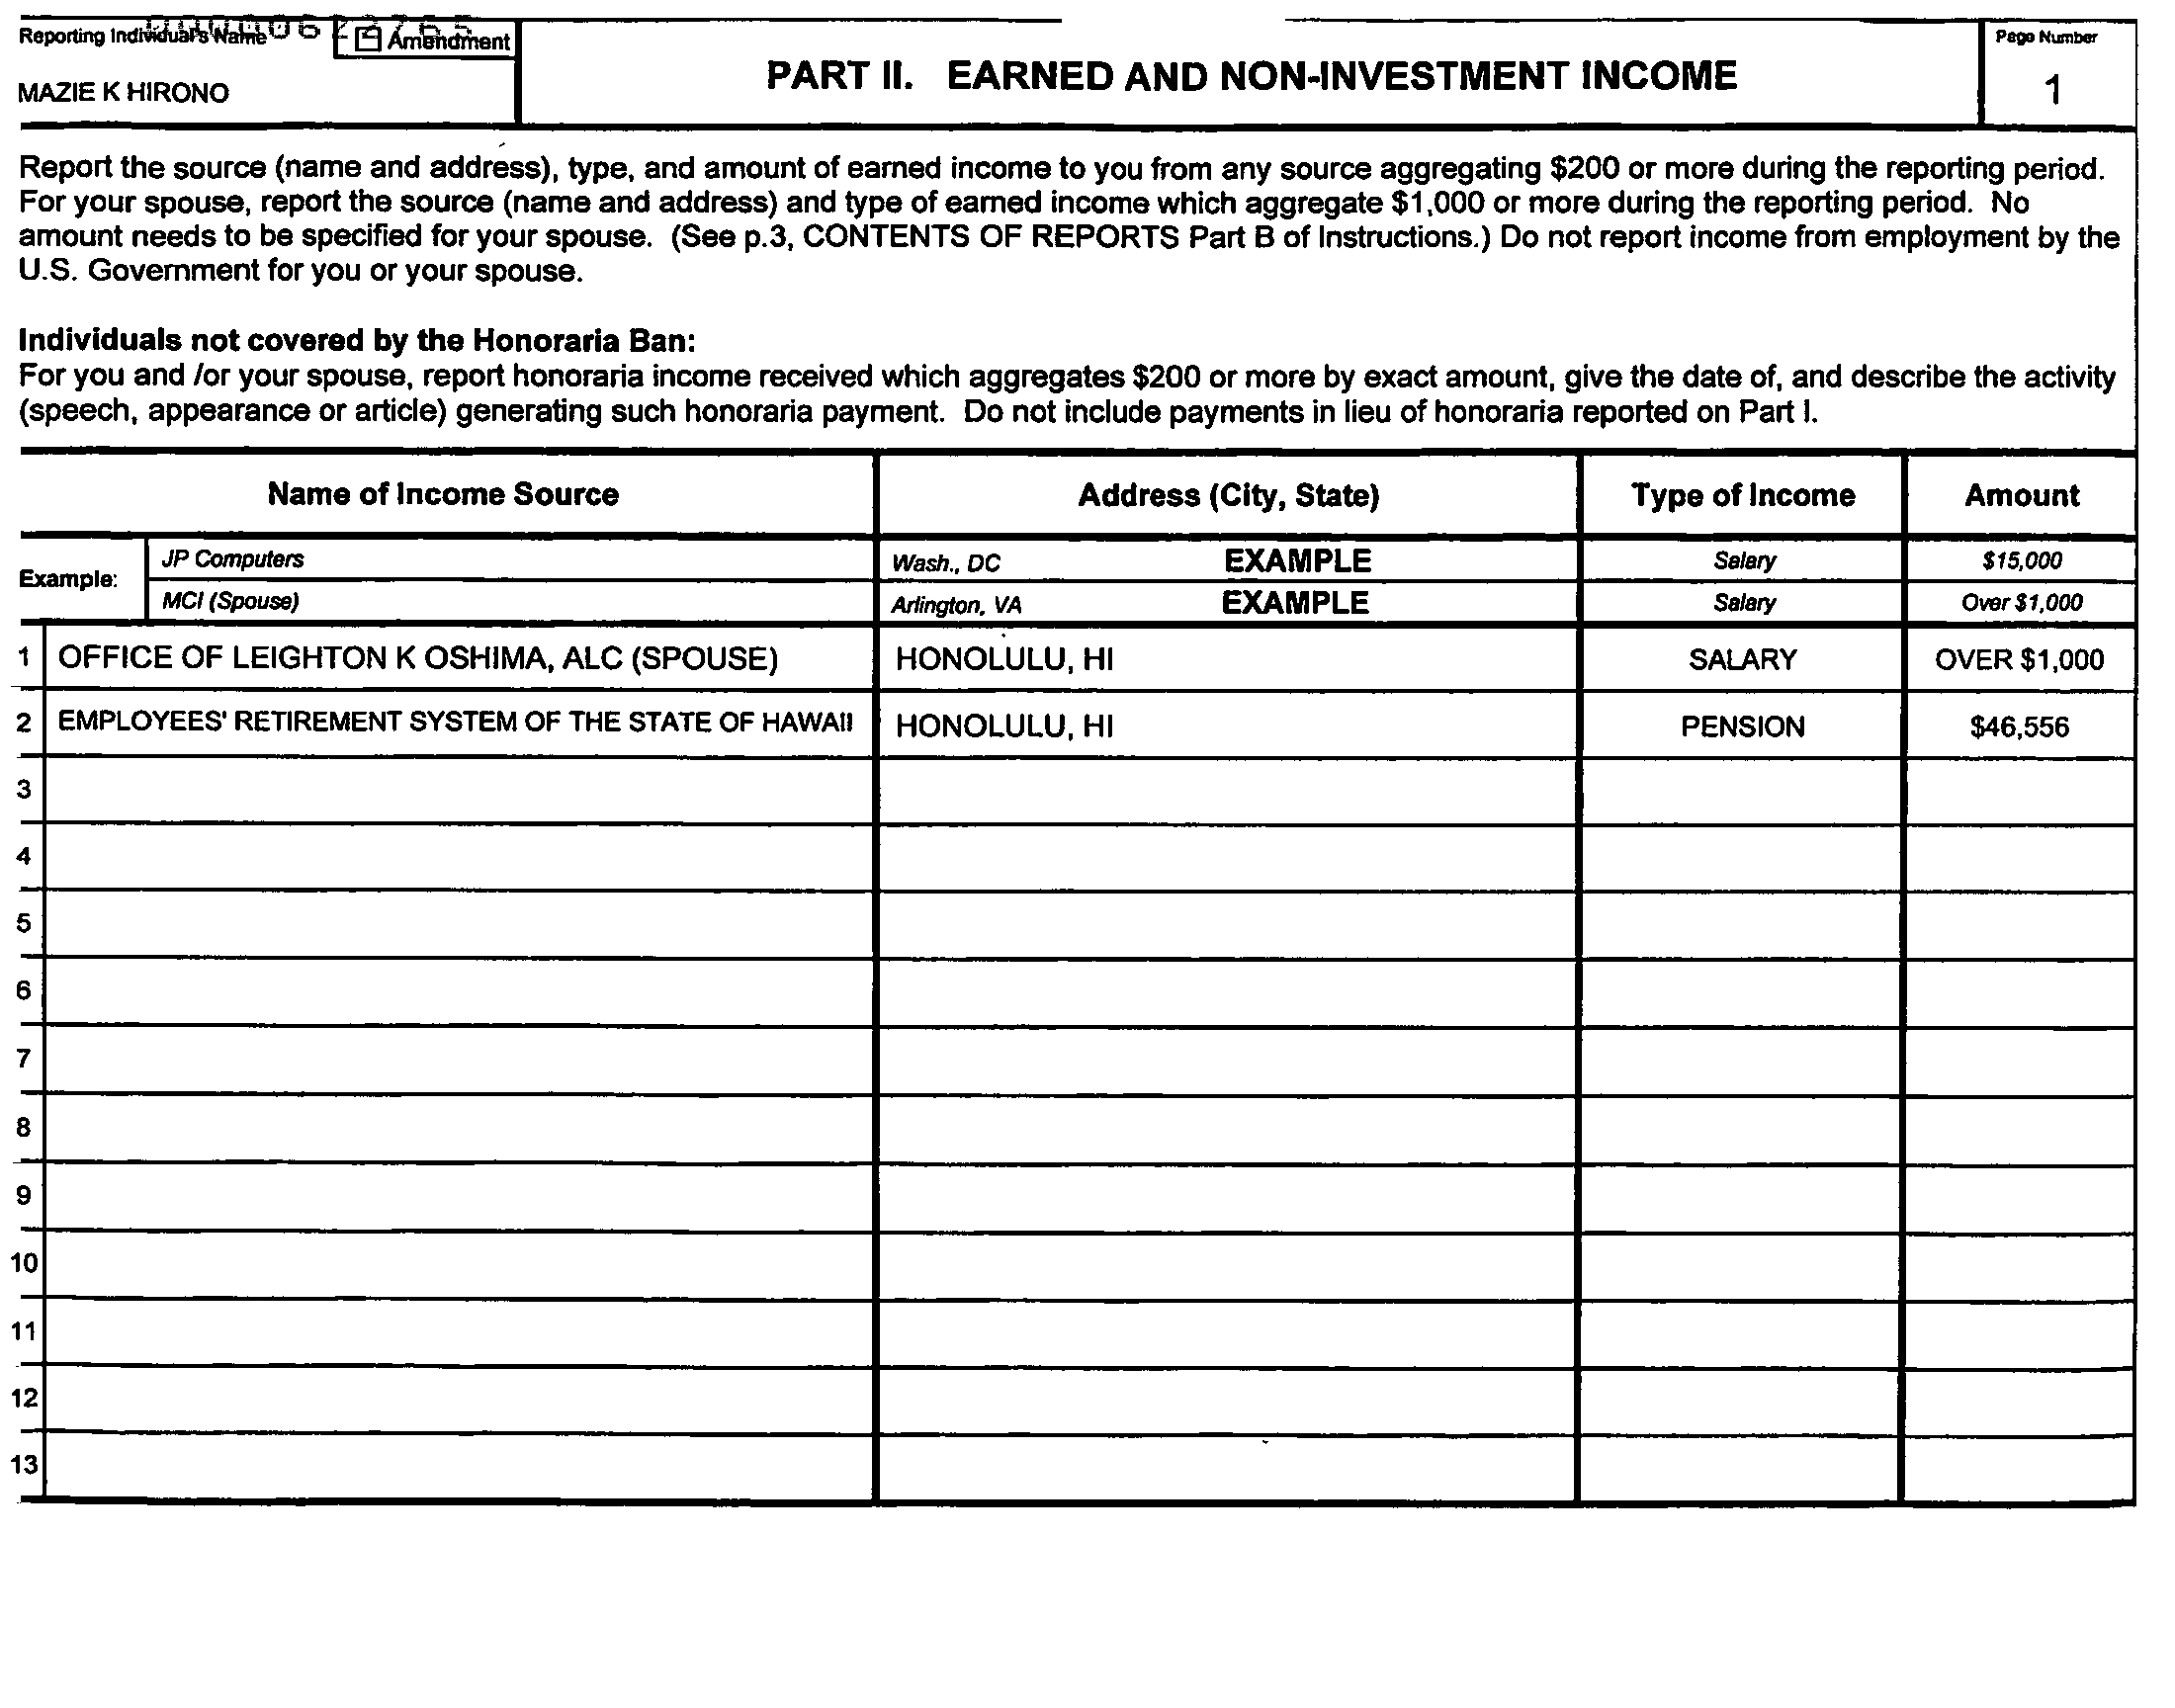 Reporting Individual's Name
Amendment
MAZIE K HIRONO
PART II. EARNED AND NON-INVESTMENT INCOME
Page Number
1
Report the source (name and address), type, and amount of earned income to you from any source aggregating $200 or more during the reporting period.
For your spouse, report the source (name and address) and type of earned income which aggregate $1,000 or more during the reporting period. No
amount needs to be specified for your spouse. (See p.3, CONTENTS OF REPORTS Part B of Instructions.) Do not report income from employment by the
U.S. Government for you or your spouse.
Individuals not covered by the Honoraria Ban:
For you and /or your spouse, report honoraria income received which aggregates $200 or more by exact amount, give the date of, and describe the activity
(speech, appearance or article) generating such honoraria payment. Do not include payments in lieu of honoraria reported on Part I.
Name of Income Source Address (City, State) Type of Income Amount
Example: JP Computers Wash., DC EXAMPLE Salary $15,000
MCI (Spouse) Arlington, VA EXAMPLE Salary Over $1,000
1 OFFICE OF LEIGHTON K OSHIMA, ALC (SPOUSE) HONOLULU, HI SALARY OVER $1,000
2 EMPLOYEES' RETIREMENT SYSTEM OF THE STATE OF HAWAII HONOLULU, HI PENSION $46,556
3
4
5
6
7
8
9
10
11
12
13